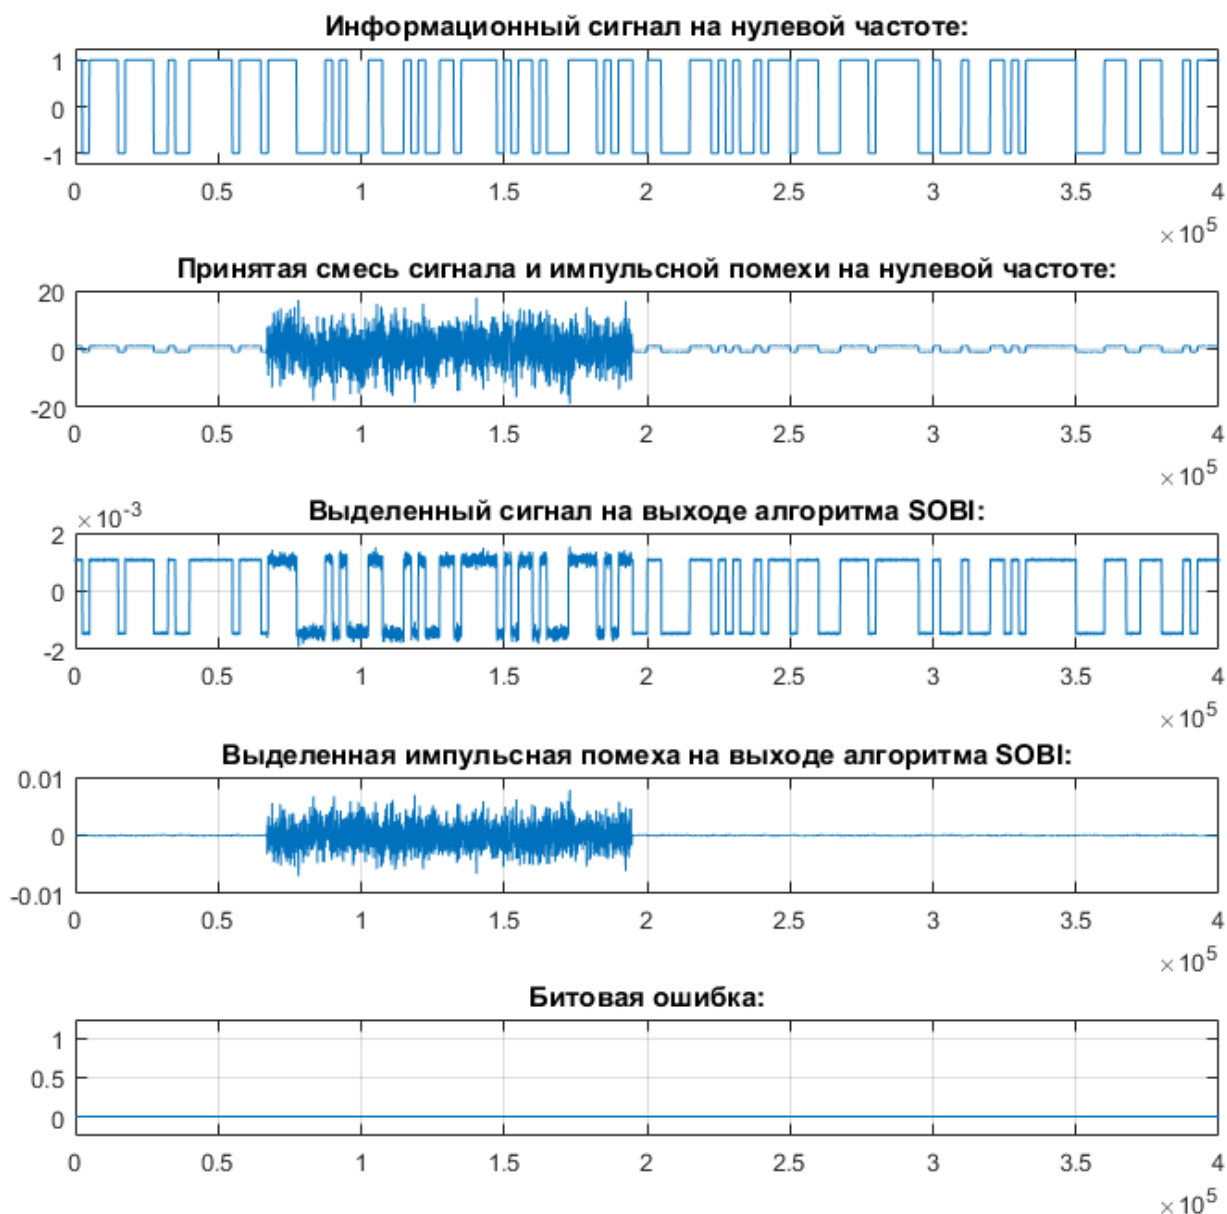 Информационный сигнал на нулевой частоте:
1
0
-1
0 0.5 1 1.5 2 2.5 3 3.5 4
×10^5
Принятая смесь сигнала и импульсной помехи на нулевой частоте:
20
0
-20
0 0.5 1 1.5 2 2.5 3 3.5 4
×10^5
×10^-3 Выделенный сигнал на выходе алгоритма SOBI:
2
0
-2
0 0.5 1 1.5 2 2.5 3 3.5 4
×10^5
Выделенная импульсная помеха на выходе алгоритма SOBI:
0.01
0
-0.01
0 0.5 1 1.5 2 2.5 3 3.5 4
×10^5
Битовая ошибка:
1
0.5
0
0 0.5 1 1.5 2 2.5 3 3.5 4
×10^5